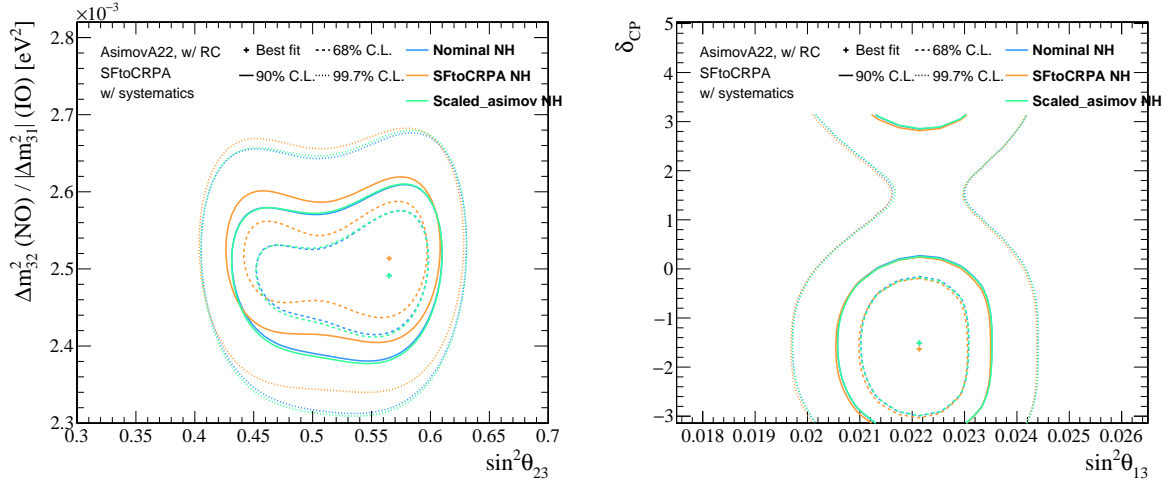 ×10⁻³
Δm²₃₂ (NO) / |Δm²₃₁| (IO) [eV²]
2.8
2.7
2.6
2.5
2.4
2.3
AsimovA22, w/ RC
SFtoCRPA
w/ systematics
Best fit
68% C.L.
90% C.L.
99.7% C.L.
Nominal NH
SFtoCRPA NH
Scaled_asimov NH
0.3 0.35 0.4 0.45 0.5 0.55 0.6 0.65 0.7
sin²θ₂₃
δCP
5
4
3
2
1
0
−1
−2
−3
AsimovA22, w/ RC
SFtoCRPA
w/ systematics
Best fit
68% C.L.
90% C.L.
99.7% C.L.
Nominal NH
SFtoCRPA NH
Scaled_asimov NH
0.018 0.019 0.02 0.021 0.022 0.023 0.024 0.025 0.026
sin²θ₁₃